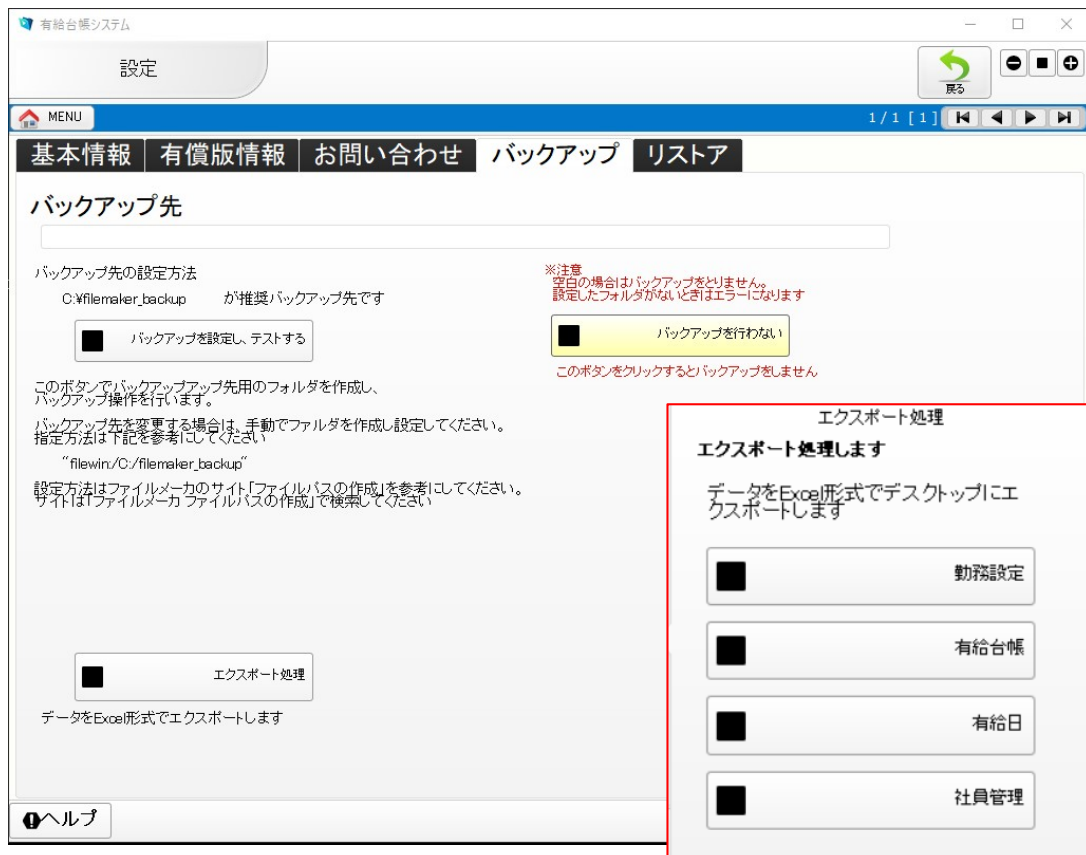 有給台帳システム
設定
戻る
MENU
1/1 [1]
基本情報 有償版情報 お問い合わせ バックアップ リストア
バックアップ先
バックアップ先の設定方法
C:¥filemaker_backup が推奨バックアップ先です
バックアップを設定し、テストする
このボタンでバックアップアップ先用のフォルダを作成し、
バックアップ操作を行います。
バックアップ先を変更する場合は、手動でファルダを作成し設定してください。
指定方法は下記を参考にしてください
“filewin:/C:/filemaker_backup“
設定方法はファイルメーカのサイト「ファイルパスの作成」を参考にしてください。
サイトは「ファイルメーカ ファイルパスの作成」で検索してください
※注意
空白の場合はバックアップをとりません。
設定したフォルダがないときはエラーになります
バックアップを行わない
このボタンをクリックするとバックアップをしません
エクスポート処理
データをExcel形式でエクスポートします
ヘルプ
エクスポート処理
エクスポート処理します
データをExcel形式でデスクトップにエ
クスポートします
勤務設定
有給台帳
有給日
社員管理